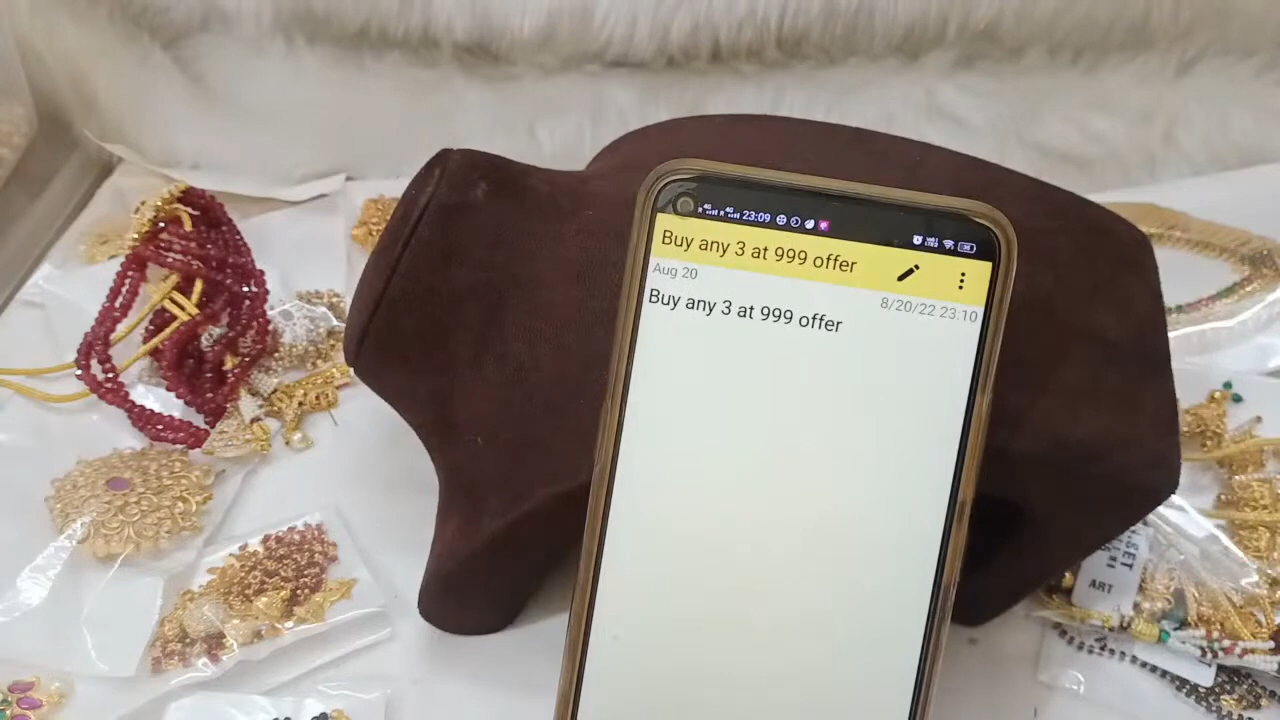 23:09
Buy any 3 at 999 offer
Aug 20
8/20/22 23:10
Buy any 3 at 999 offer
.SET
ART